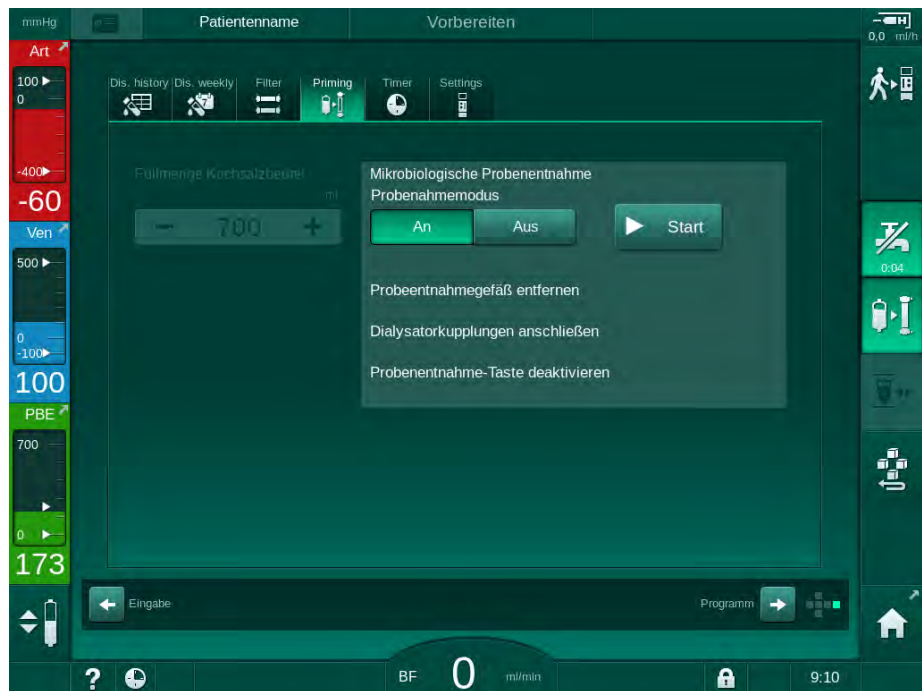 mmHg
Patientenname
Vorbereiten
0,0 ml/h
Art
100
0
-400
-60
Ven
500
0
-100
100
PBE
700
0
173
Dis. history
Dis. weekly
Filter
Priming
Timer
Settings
7
Füllmenge Kochsalzbeutel
ml
− 700 +
Mikrobiologische Probenentnahme
Probenahmemodus
An
Aus
Start
Probeentnahmegefäß entfernen
Dialysatorkupplungen anschließen
Probenentnahme-Taste deaktivieren
H
0:04
Eingabe
Programm
?
BF 0 ml/min
9:10